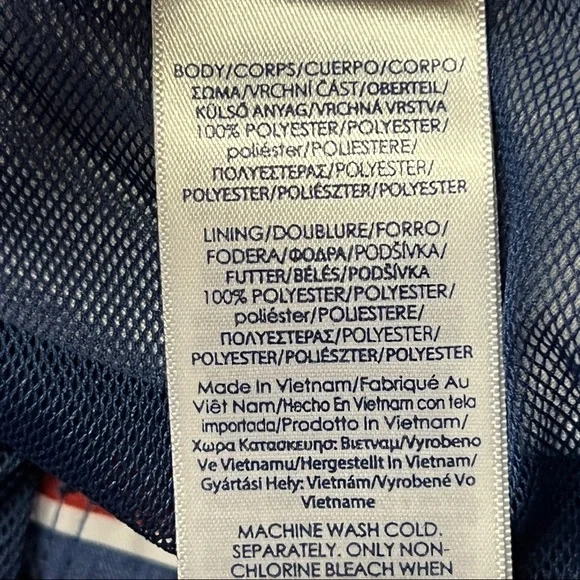 BODY/CORPS/CUERPO/CORPO/
ΣΩΜΑ/VRCHNÍ ČÁST/OBERTEIL/
KÜLSŐ ANYAG/VRCHNÁ VRSTVA
100% POLYESTER/POLYESTER/
poliéster/POLIESTERE/
ΠΟΛΥΕΣΤΕΡΑΣ/POLYESTER/
POLYESTER/POLIÉSZTER/POLYESTER
LINING/DOUBLURE/FORRO/
FODERA/ΦΟΔΡΑ/PODŠÍVKA/
FUTTER/BÉLÉS/PODŠÍVKA
100% POLYESTER/POLYESTER/
poliéster/POLIESTERE/
ΠΟΛΥΕΣΤΕΡΑΣ/POLYESTER/
POLYESTER/POLIÉSZTER/POLYESTER
Made In Vietnam/Fabriqué Au
Viêt Nam/Hecho En Vietnam con tela
importada/Prodotto In Vietnam/
Χωρα Κατασκευησ: Βιετναμ/Vyrobeno
Ve Vietnamu/Hergestellt In Vietnam/
Gyártási Hely: Vietnám/Vyrobené Vo
Vietname
MACHINE WASH COLD.
SEPARATELY. ONLY NON-
CHLORINE BLEACH WHEN